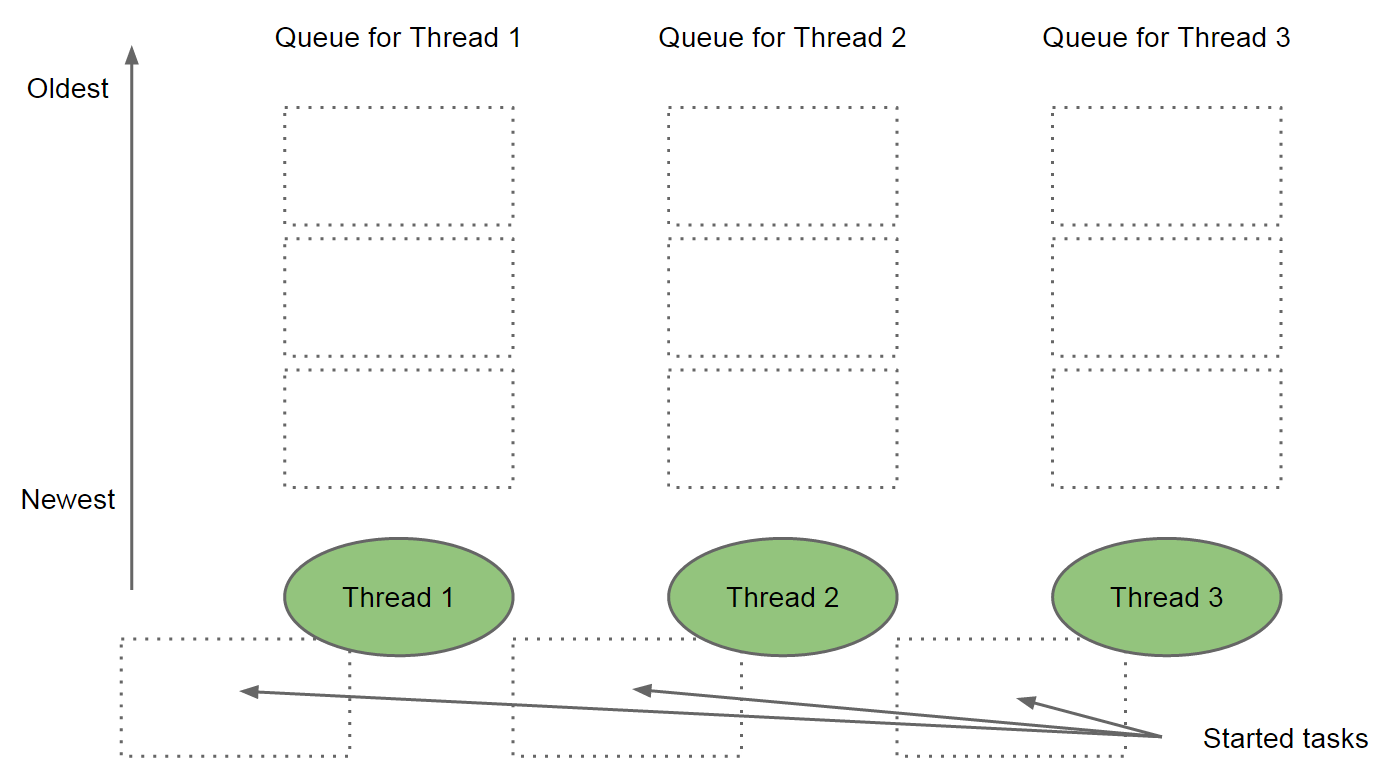 Queue for Thread 1
Queue for Thread 2
Queue for Thread 3
Oldest
Newest
Thread 1
Thread 2
Thread 3
Started tasks